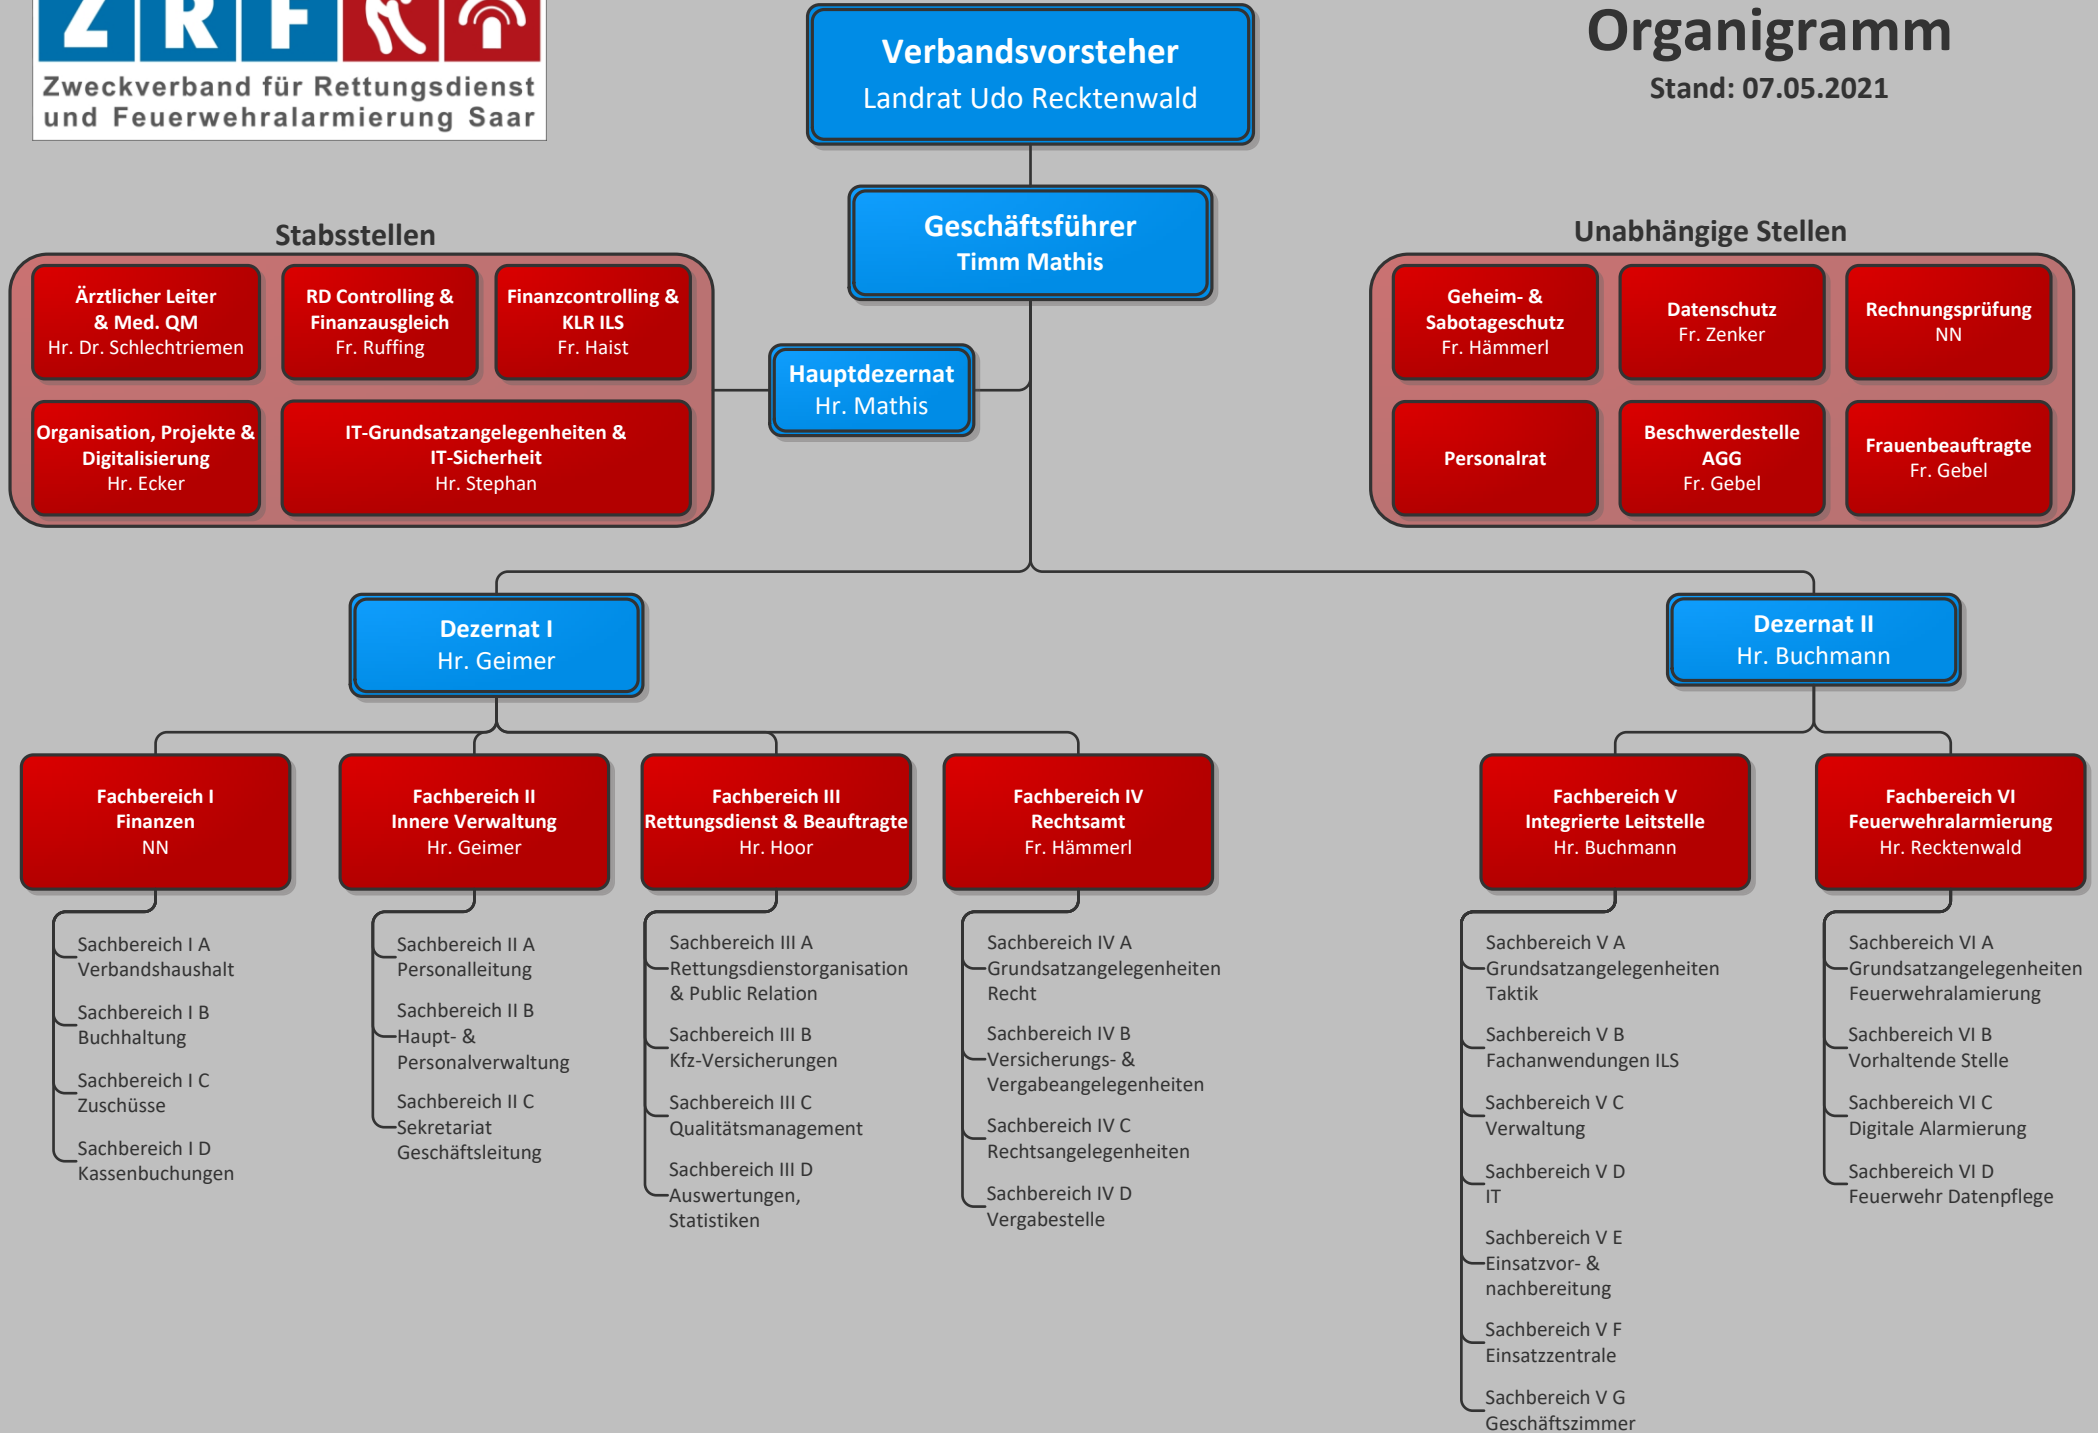 ZRF
Zweckverband für Rettungsdienst
und Feuerwehralarmierung Saar
Verbandsvorsteher
Landrat Udo Recktenwald
Organigramm
Stand: 07.05.2021
Geschäftsführer
Timm Mathis
Stabsstellen
Ärztlicher Leiter
& Med. QM
Hr. Dr. Schlechtriemen
RD Controlling &
Finanzausgleich
Fr. Ruffing
Finanzcontrolling &
KLR ILS
Fr. Haist
Organisation, Projekte &
Digitalisierung
Hr. Ecker
IT-Grundsatzangelegenheiten &
IT-Sicherheit
Hr. Stephan
Hauptdezernat
Hr. Mathis
Unabhängige Stellen
Geheim- &
Sabotageschutz
Fr. Hämmerl
Datenschutz
Fr. Zenker
Rechnungsprüfung
NN
Personalrat
Beschwerdestelle
AGG
Fr. Gebel
Frauenbeauftragte
Fr. Gebel
Dezernat I
Hr. Geimer
Dezernat II
Hr. Buchmann
Fachbereich I
Finanzen
NN
Sachbereich I A
Verbandshaushalt
Sachbereich I B
Buchhaltung
Sachbereich I C
Zuschüsse
Sachbereich I D
Kassenbuchungen
Fachbereich II
Innere Verwaltung
Hr. Geimer
Sachbereich II A
Personalleitung
Sachbereich II B
Haupt- &
Personalverwaltung
Sachbereich II C
Sekretariat
Geschäftsleitung
Fachbereich III
Rettungsdienst & Beauftragte
Hr. Hoor
Sachbereich III A
Rettungsdienstorganisation
& Public Relation
Sachbereich III B
Kfz-Versicherungen
Sachbereich III C
Qualitätsmanagement
Sachbereich III D
Auswertungen,
Statistiken
Fachbereich IV
Rechtsamt
Fr. Hämmerl
Sachbereich IV A
Grundsatzangelegenheiten
Recht
Sachbereich IV B
Versicherungs- &
Vergabeangelegenheiten
Sachbereich IV C
Rechtsangelegenheiten
Sachbereich IV D
Vergabestelle
Fachbereich V
Integrierte Leitstelle
Hr. Buchmann
Sachbereich V A
Grundsatzangelegenheiten
Taktik
Sachbereich V B
Fachanwendungen ILS
Sachbereich V C
Verwaltung
Sachbereich V D
IT
Sachbereich V E
Einsatzvor- &
nachbereitung
Sachbereich V F
Einsatzzentrale
Sachbereich V G
Geschäftszimmer
Fachbereich VI
Feuerwehralarmierung
Hr. Recktenwald
Sachbereich VI A
Grundsatzangelegenheiten
Feuerwehralamierung
Sachbereich VI B
Vorhaltende Stelle
Sachbereich VI C
Digitale Alarmierung
Sachbereich VI D
Feuerwehr Datenpflege